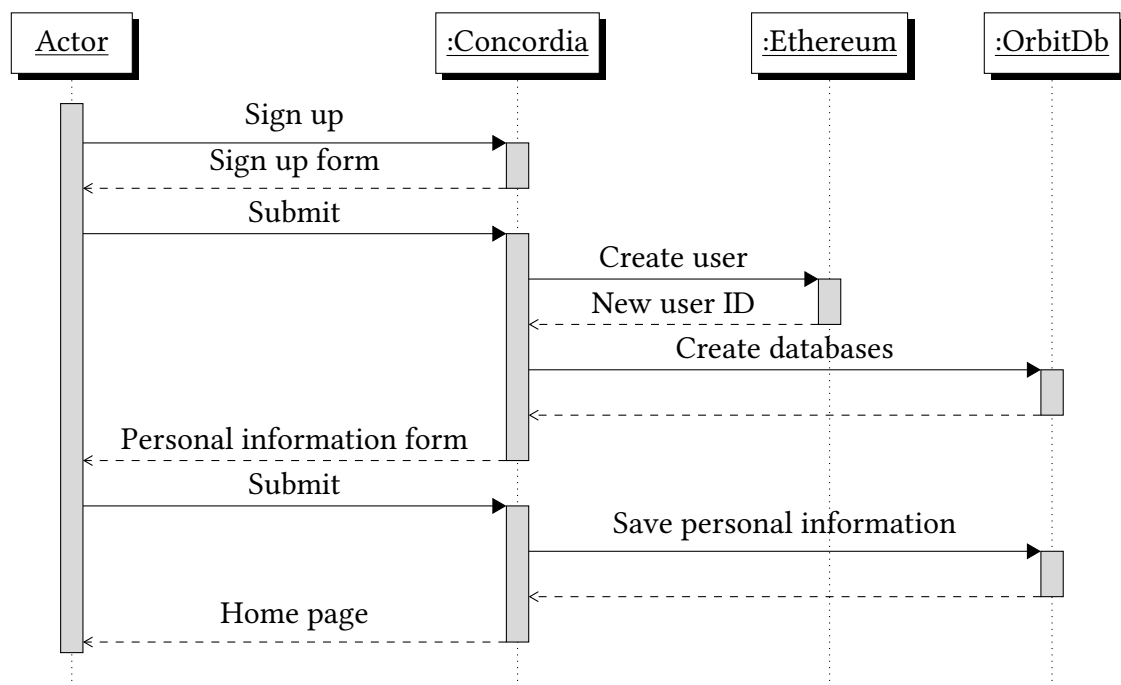 Actor
:Concordia
:Ethereum
:OrbitDb
Sign up
Sign up form
Submit
Create user
New user ID
Create databases
Personal information form
Submit
Save personal information
Home page